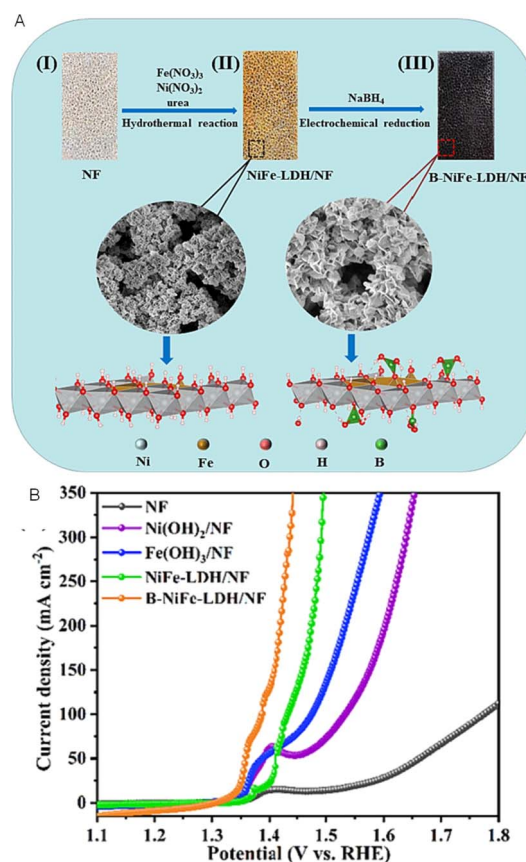 A
(I)
(II)
(III)
Fe(NO3)3
Ni(NO3)2
urea
Hydrothermal reaction
NaBH4
Electrochemical reduction
NF
NiFe-LDH/NF
B-NiFe-LDH/NF
Ni
Fe
O
H
B
B
350
300
250
200
150
100
50
0
Current density (mA cm-2)
NF
Ni(OH)2/NF
Fe(OH)3/NF
NiFe-LDH/NF
B-NiFe-LDH/NF
1.1
1.2
1.3
1.4
1.5
1.6
1.7
1.8
Potential (V vs. RHE)